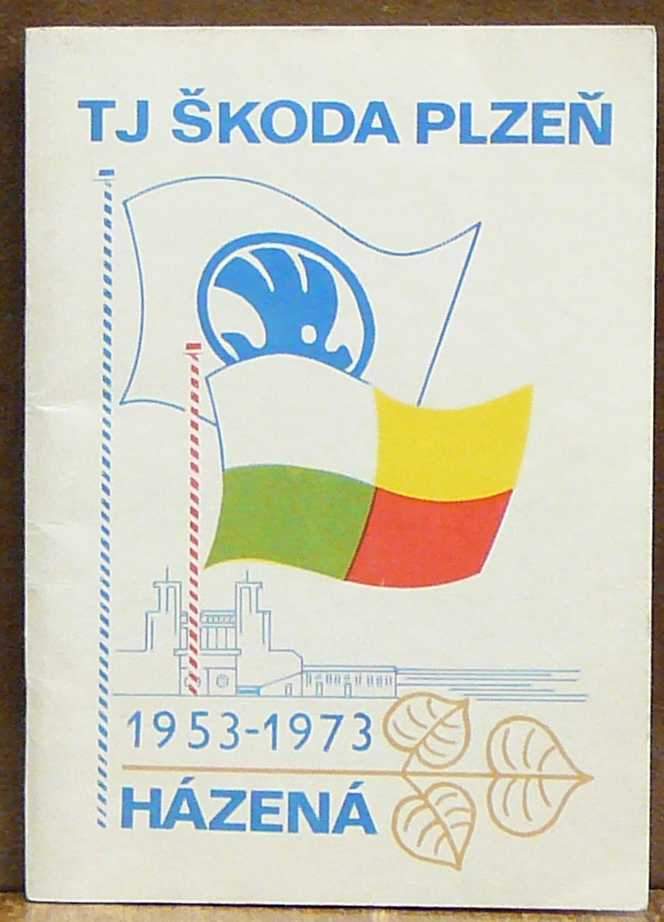 TJ ŠKODA PLZEŇ
1953-1973
HÁZENÁ